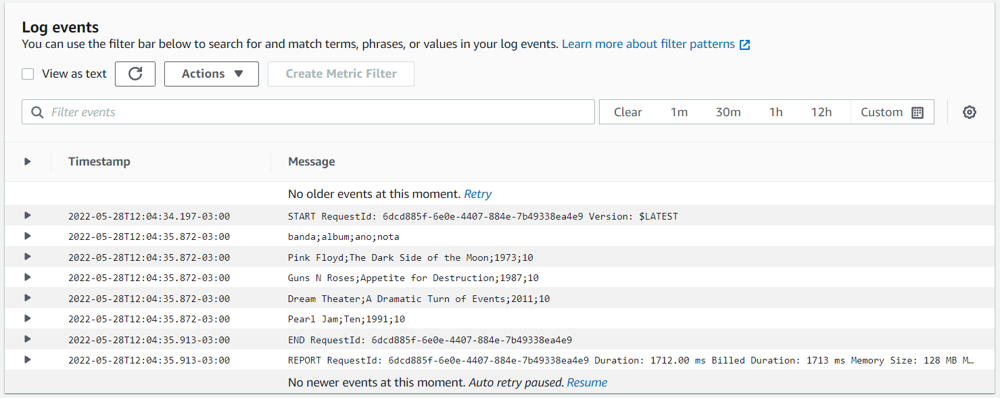 Log events
You can use the filter bar below to search for and match terms, phrases, or values in your log events. Learn more about filter patterns
View as text Actions Create Metric Filter
Filter events Clear 1m 30m 1h 12h Custom
Timestamp Message
No older events at this moment. Retry
2022-05-28T12:04:34.197-03:00 START RequestId: 6dcd885f-6e0e-4407-884e-7b49338ea4e9 Version: $LATEST
2022-05-28T12:04:35.872-03:00 banda;album;ano;nota
2022-05-28T12:04:35.872-03:00 Pink Floyd;The Dark Side of the Moon;1973;10
2022-05-28T12:04:35.872-03:00 Guns N Roses;Appetite for Destruction;1987;10
2022-05-28T12:04:35.872-03:00 Dream Theater;A Dramatic Turn of Events;2011;10
2022-05-28T12:04:35.872-03:00 Pearl Jam;Ten;1991;10
2022-05-28T12:04:35.913-03:00 END RequestId: 6dcd885f-6e0e-4407-884e-7b49338ea4e9
2022-05-28T12:04:35.913-03:00 REPORT RequestId: 6dcd885f-6e0e-4407-884e-7b49338ea4e9 Duration: 1712.00 ms Billed Duration: 1713 ms Memory Size: 128 MB M…
No newer events at this moment. Auto retry paused. Resume